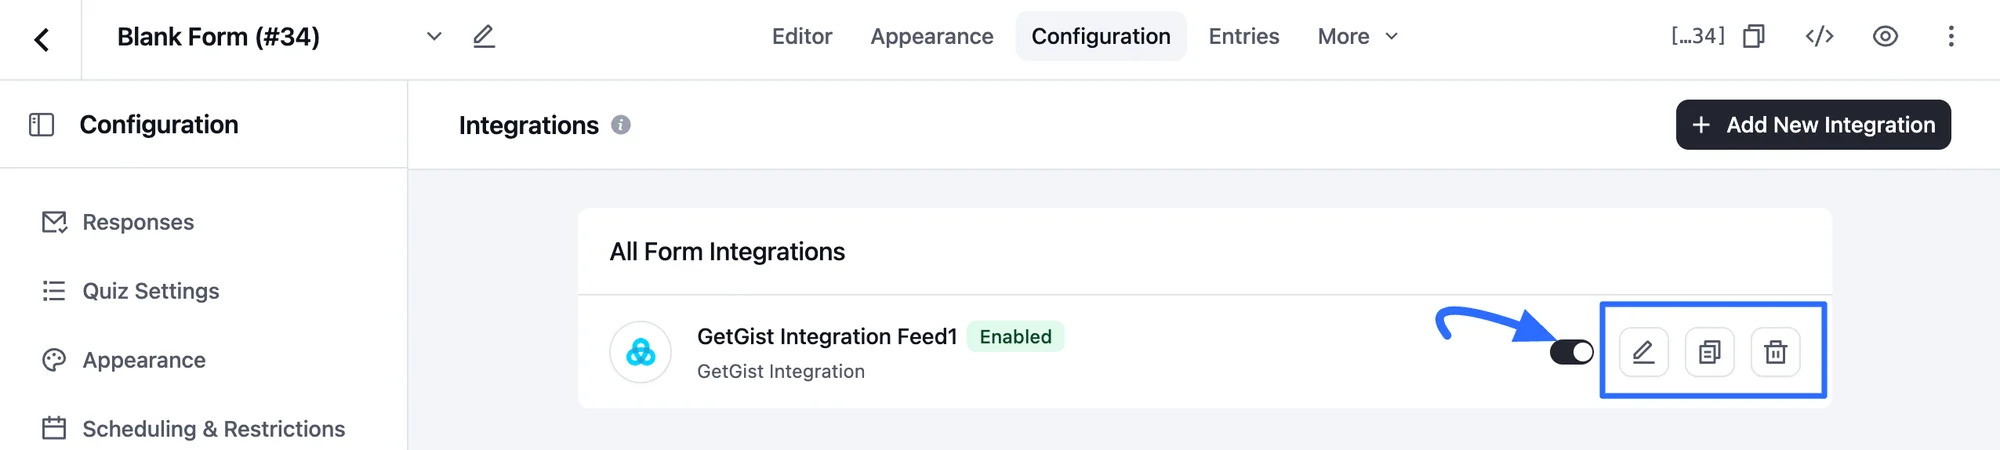 Blank Form (#34)
Editor
Appearance
Configuration
Entries
More
[...34]
Configuration
Integrations
+ Add New Integration
Responses
Quiz Settings
Appearance
Scheduling & Restrictions
All Form Integrations
GetGist Integration Feed1 Enabled
GetGist Integration